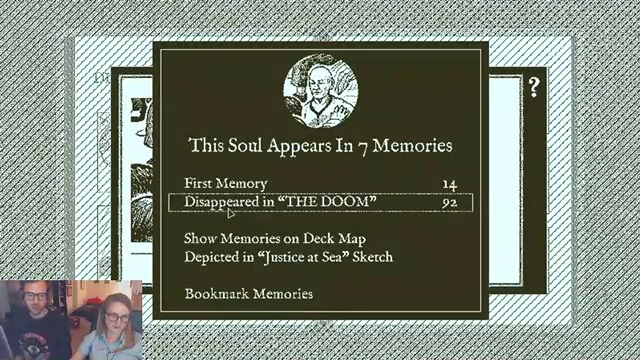 ?
This Soul Appears In 7 Memories
First Memory 14
Disappeared in “THE DOOM” 92
Show Memories on Deck Map
Depicted in “Justice at Sea” Sketch
Bookmark Memories